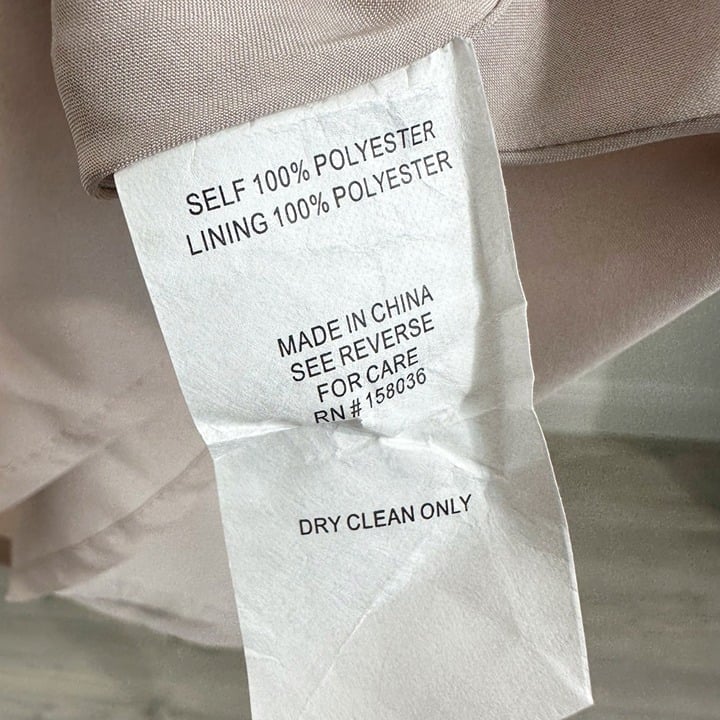 SELF 100% POLYESTER
LINING 100% POLYESTER
MADE IN CHINA
SEE REVERSE
FOR CARE
RN # 158036
DRY CLEAN ONLY